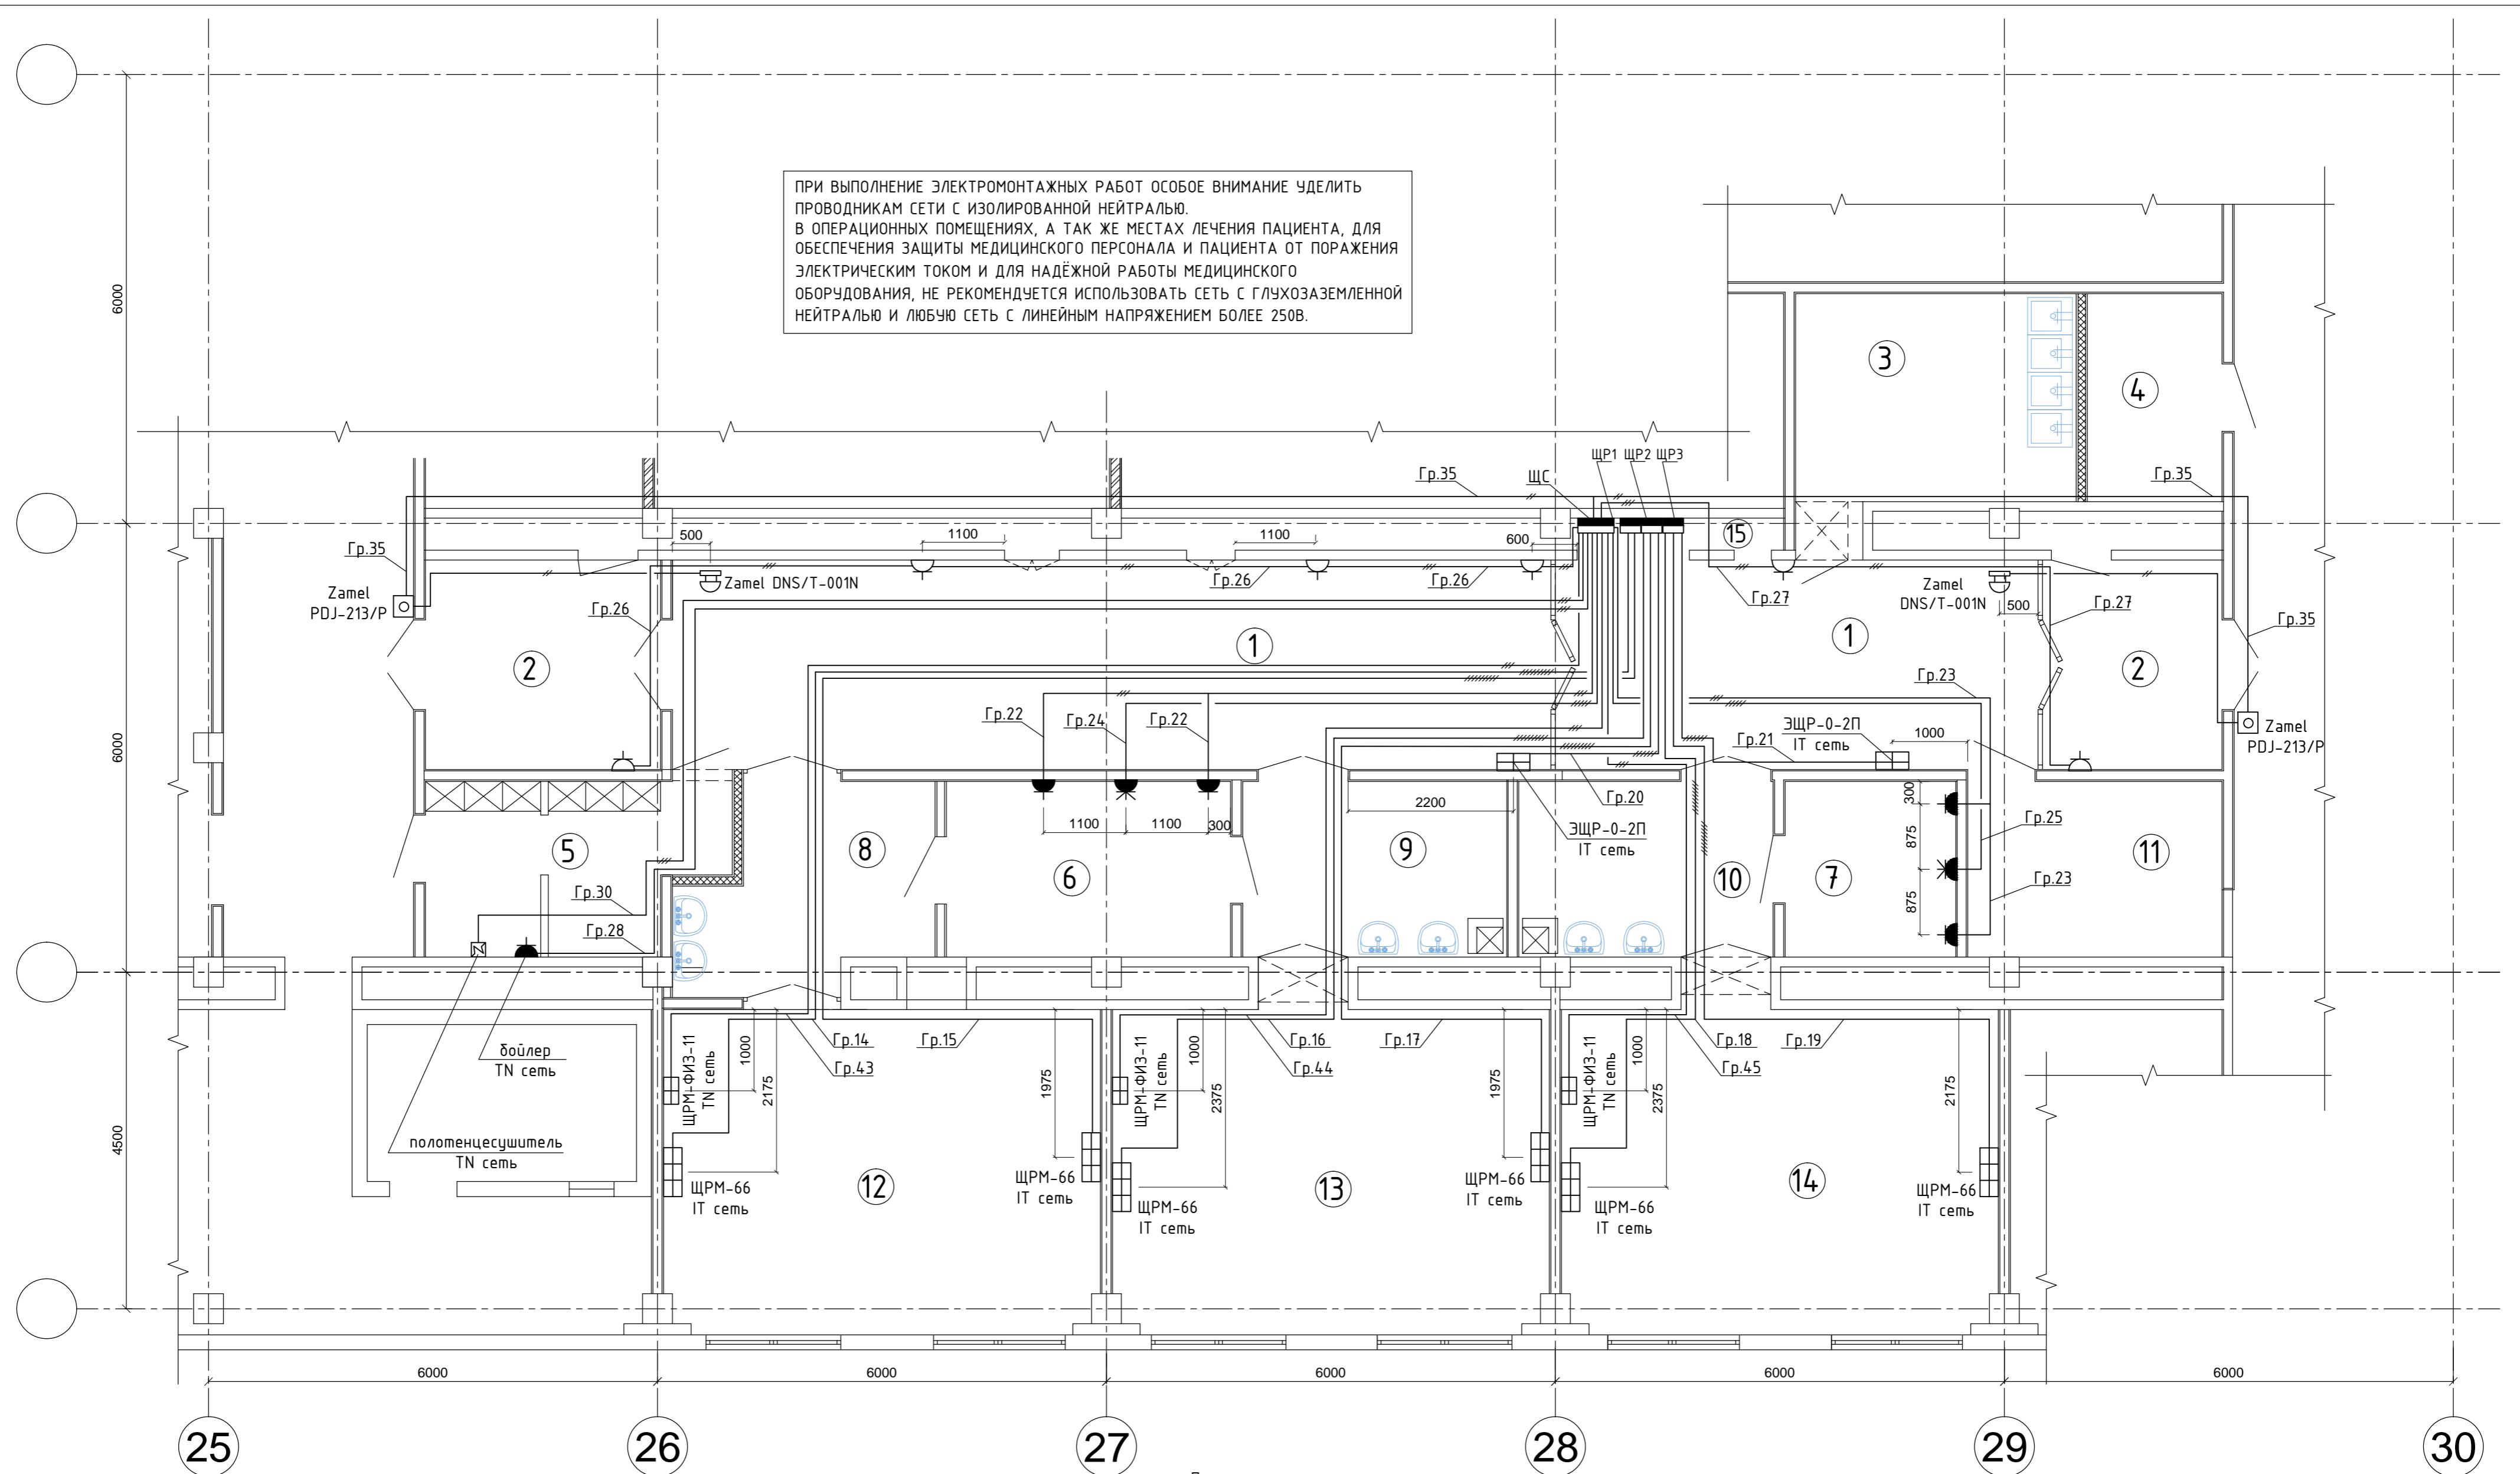 ПРИ ВЫПОЛНЕНИЕ ЭЛЕКТРОМОНТАЖНЫХ РАБОТ ОСОБОЕ ВНИМАНИЕ УДЕЛИТЬ
ПРОВОДНИКАМ СЕТИ С ИЗОЛИРОВАННОЙ НЕЙТРАЛЬЮ.
В ОПЕРАЦИОННЫХ ПОМЕЩЕНИЯХ, А ТАК ЖЕ МЕСТАХ ЛЕЧЕНИЯ ПАЦИЕНТА, ДЛЯ
ОБЕСПЕЧЕНИЯ ЗАЩИТЫ МЕДИЦИНСКОГО ПЕРСОНАЛА И ПАЦИЕНТА ОТ ПОРАЖЕНИЯ
ЭЛЕКТРИЧЕСКИМ ТОКОМ И ДЛЯ НАДЁЖНОЙ РАБОТЫ МЕДИЦИНСКОГО
ОБОРУДОВАНИЯ, НЕ РЕКОМЕНДУЕТСЯ ИСПОЛЬЗОВАТЬ СЕТЬ С ГЛУХОЗАЗЕМЛЕННОЙ
НЕЙТРАЛЬЮ И ЛЮБУЮ СЕТЬ С ЛИНЕЙНЫМ НАПРЯЖЕНИЕМ БОЛЕЕ 250В.
6000
3
4
ЩР1 ЩР2 ЩР3
Гр.35
ЩС
Гр.35
15
500
1100
1100
600
Гр.35
Zamel DNS/T-001N
Гр.26
Гр.26
Zamel
PDJ-213/P
Гр.26
Гр.27
Zamel
DNS/T-001N
500
Гр.27
Гр.35
2
1
1
2
Гр.23
Гр.22
Гр.24
Гр.22
ЭЩР-0-2П
IT сеть
1000
Гр.21
Zamel
PDJ-213/P
6000
2200
Гр.20
300
1100
1100
300
ЭЩР-0-2П
IT сеть
875
Гр.25
5
8
6
9
10
7
11
Гр.30
875
Гр.23
Гр.28
бойлер
TN сеть
полотенцесушитель
TN сеть
ЩРМ-ФИЗ-11
TN сеть
1000
2175
Гр.14
Гр.43
Гр.15
1975
ЩРМ-ФИЗ-11
TN сеть
1000
2375
Гр.16
Гр.44
Гр.17
1975
ЩРМ-ФИЗ-11
TN сеть
1000
2375
Гр.18
Гр.45
Гр.19
2175
4500
ЩРМ-66
IT сеть
12
ЩРМ-66
IT сеть
ЩРМ-66
IT сеть
13
ЩРМ-66
IT сеть
ЩРМ-66
IT сеть
14
ЩРМ-66
IT сеть
6000
6000
6000
6000
6000
25
26
27
28
29
30